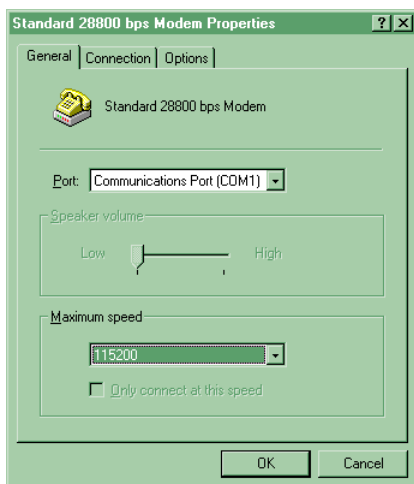 Standard 28800 bps Modem Properties
General Connection Options
Standard 28800 bps Modem
Port: Communications Port (COM1)
Speaker volume
Low High
Maximum speed
115200
Only connect at this speed
OK Cancel